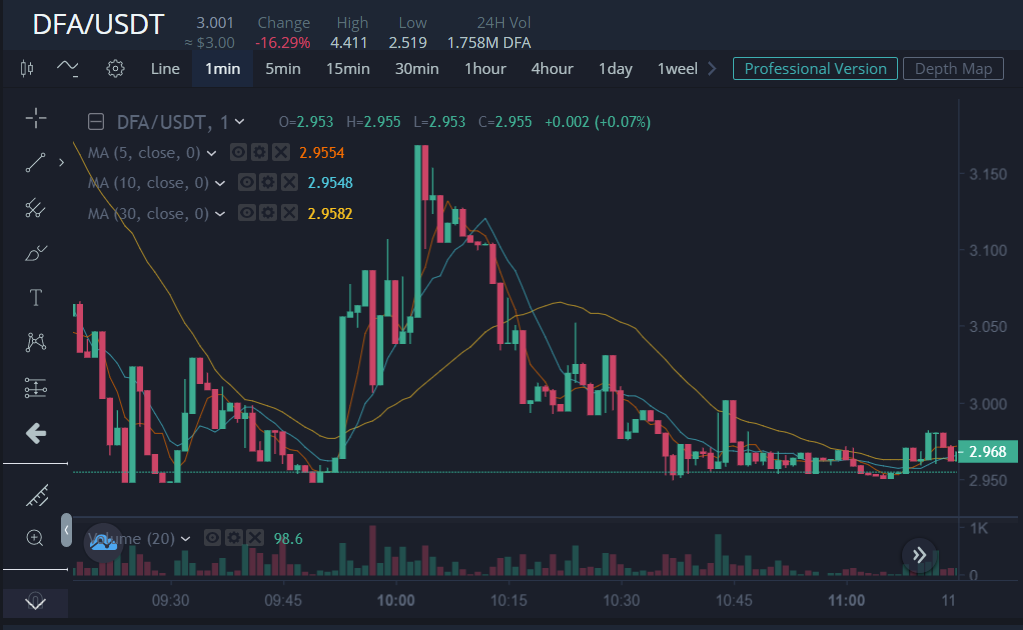 DFA/USDT
3.001 Change High Low 24H Vol
≈ $3.00 -16.29% 4.411 2.519 1.758M DFA
Line 1min 5min 15min 30min 1hour 4hour 1day 1weel Professional Version Depth Map
DFA/USDT, 1 O=2.953 H=2.955 L=2.953 C=2.955 +0.002 (+0.07%)
MA (5, close, 0) 2.9554
MA (10, close, 0) 2.9548
MA (30, close, 0) 2.9582
3.150
3.100
3.050
3.000
2.968
2.950
Volume (20) 98.6
1K
0
09:30 09:45 10:00 10:15 10:30 10:45 11:00 11